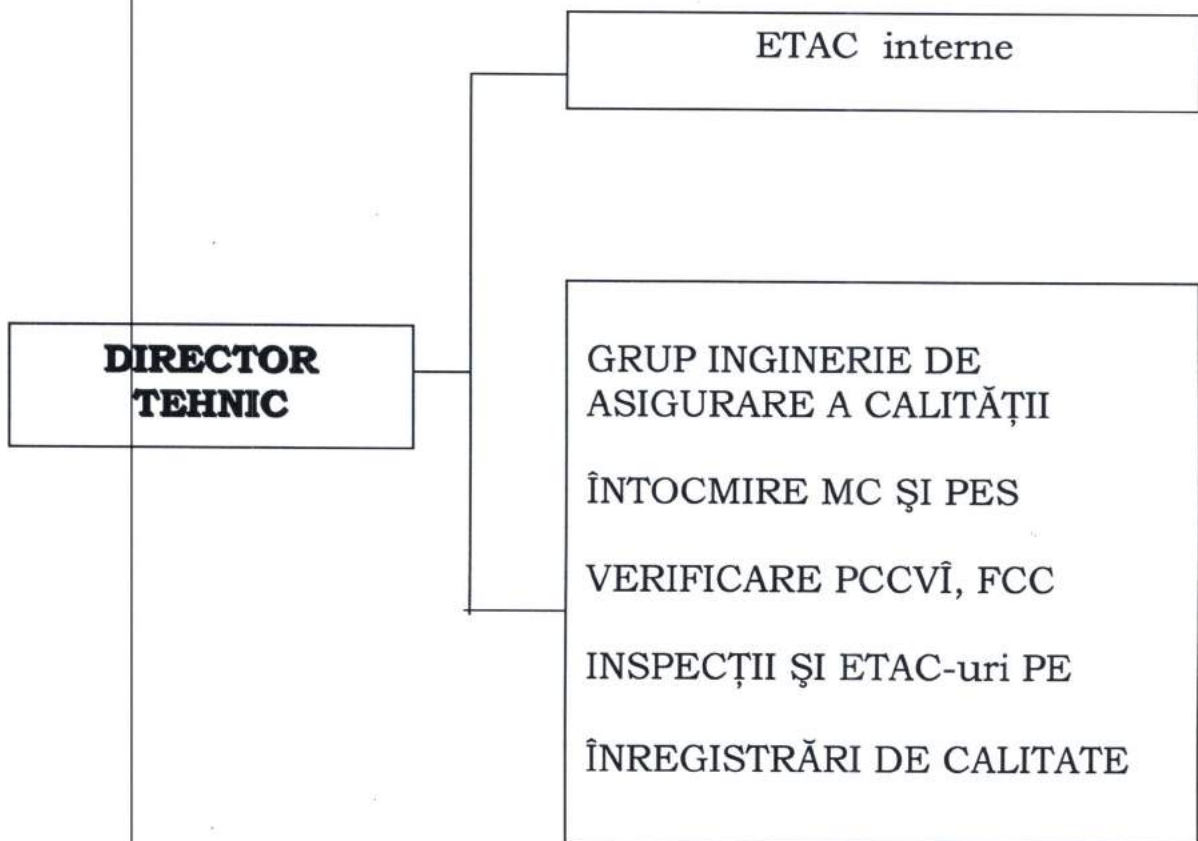 ETAC interne
DIRECTOR
TEHNIC
GRUP INGINERIE DE
ASIGURARE A CALITĂȚII
ÎNTOCMIRE MC ŞI PES
VERIFICARE PCCVÎ, FCC
INSPECȚII ŞI ETAC-uri PE
ÎNREGISTRĂRI DE CALITATE